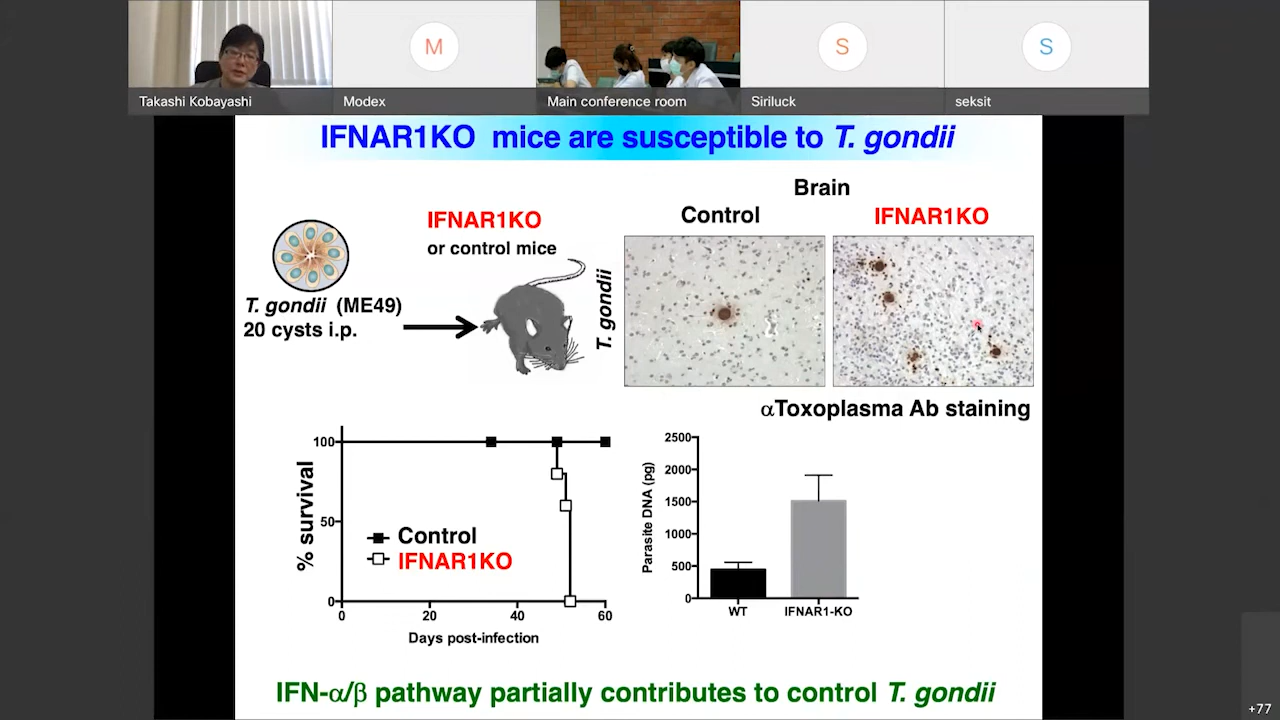 M
S
S
Takashi Kobayashi
Modex
Main conference room
Siriluck
seksit
IFNAR1KO mice are susceptible to T. gondii
Brain
Control
IFNAR1KO
IFNAR1KO
or control mice
T. gondii
T. gondii (ME49)
20 cysts i.p.
αToxoplasma Ab staining
% survival
100
50
0
Control
IFNAR1KO
0
20
40
60
Days post-infection
Parasite DNA (pg)
2500
2000
1500
1000
500
0
WT
IFNAR1-KO
IFN-α/β pathway partially contributes to control T. gondii
+77